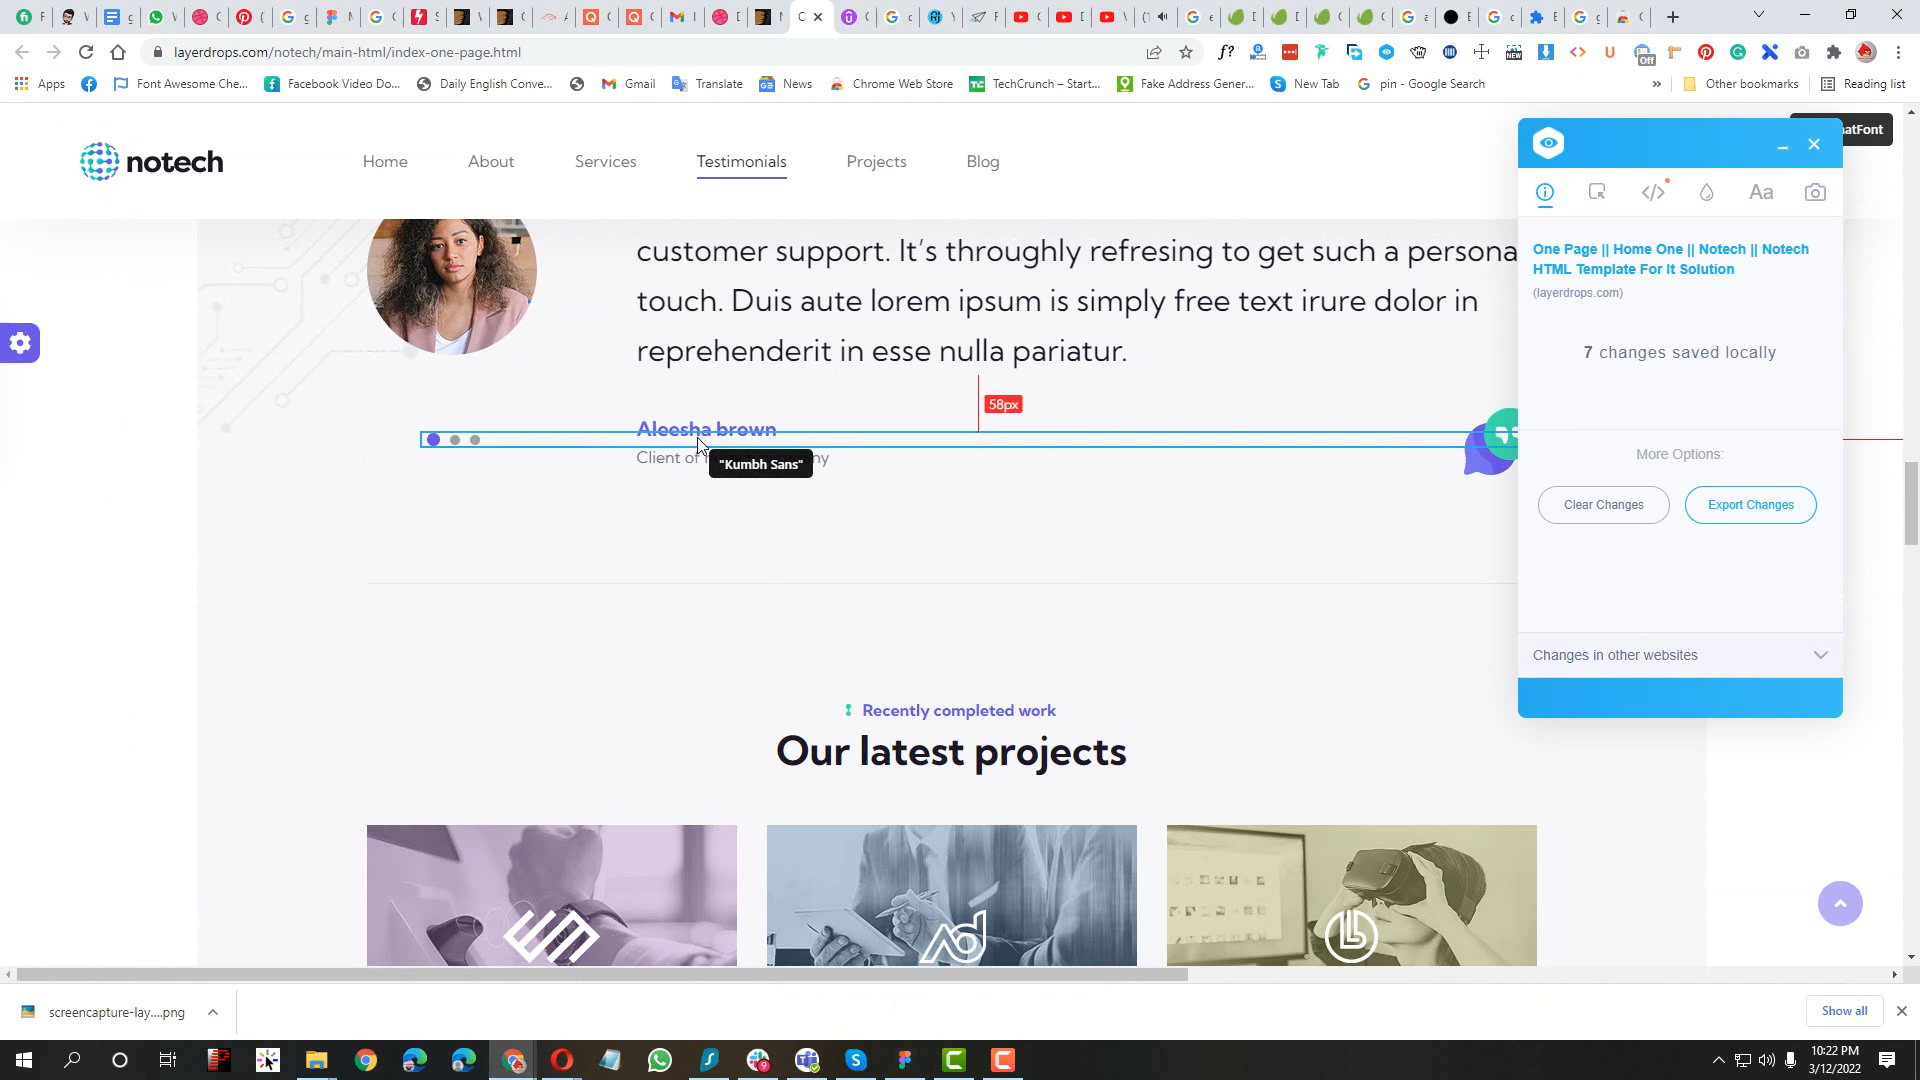 layerdrops.com/notech/main-html/index-one-page.html
Off
Apps
Font Awesome Che...
Facebook Video Do...
Daily English Conve...
Gmail
Translate
News
Chrome Web Store
TechCrunch – Start...
Fake Address Gener...
New Tab
pin - Google Search
Other bookmarks
Reading list
notech
Home
About
Services
Testimonials
Projects
Blog
customer support. It’s throughly refresing to get such a persona
touch. Duis aute lorem ipsum is simply free text irure dolor in
reprehenderit in esse nulla pariatur.
58px
Aleesha brown
Client of
"Kumbh Sans"
Recently completed work
Our latest projects
One Page || Home One || Notech || Notech
HTML Template For It Solution
(layerdrops.com)
7 changes saved locally
More Options:
Clear Changes
Export Changes
Changes in other websites
screencapture-lay....png
Show all
10:22 PM
3/12/2022